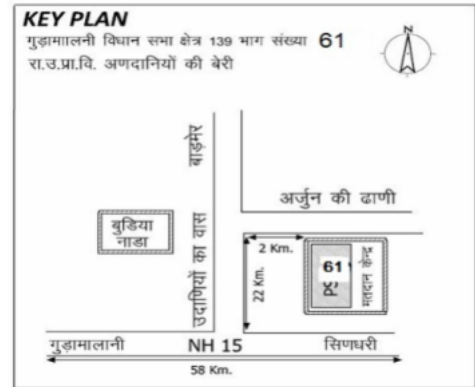 KEY PLAN
गुड़ामाालनी विधान सभा क्षेत्र 139 भाग संख्या 61
रा.उ.प्रा.वि. अणदानियों की बेरी
N
बाड़मेर
अर्जुन की ढाणी
बुडिया
नाडा
उदाणियों का वास
2 Km.
22 Km.
61
मतदान केन्द्र
गुड़ामालानी NH 15 सिणधरी
58 Km.